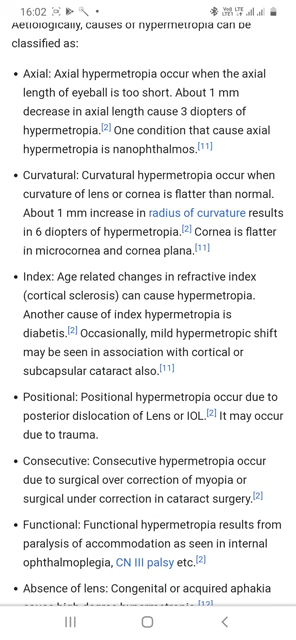 16:02
Aetiologically, causes of hypermetropia can be
classified as:
• Axial: Axial hypermetropia occur when the axial
length of eyeball is too short. About 1 mm
decrease in axial length cause 3 diopters of
hypermetropia.[2] One condition that cause axial
hypermetropia is nanophthalmos.[11]
• Curvatural: Curvatural hypermetropia occur when
curvature of lens or cornea is flatter than normal.
About 1 mm increase in radius of curvature results
in 6 diopters of hypermetropia.[2] Cornea is flatter
in microcornea and cornea plana.[11]
• Index: Age related changes in refractive index
(cortical sclerosis) can cause hypermetropia.
Another cause of index hypermetropia is
diabetis.[2] Occasionally, mild hypermetropic shift
may be seen in association with cortical or
subcapsular cataract also.[11]
• Positional: Positional hypermetropia occur due to
posterior dislocation of Lens or IOL.[2] It may occur
due to trauma.
• Consecutive: Consecutive hypermetropia occur
due to surgical over correction of myopia or
surgical under correction in cataract surgery.[2]
• Functional: Functional hypermetropia results from
paralysis of accommodation as seen in internal
ophthalmoplegia, CN III palsy etc.[2]
• Absence of lens: Congenital or acquired aphakia
cause high degree hypermetropia.[12]